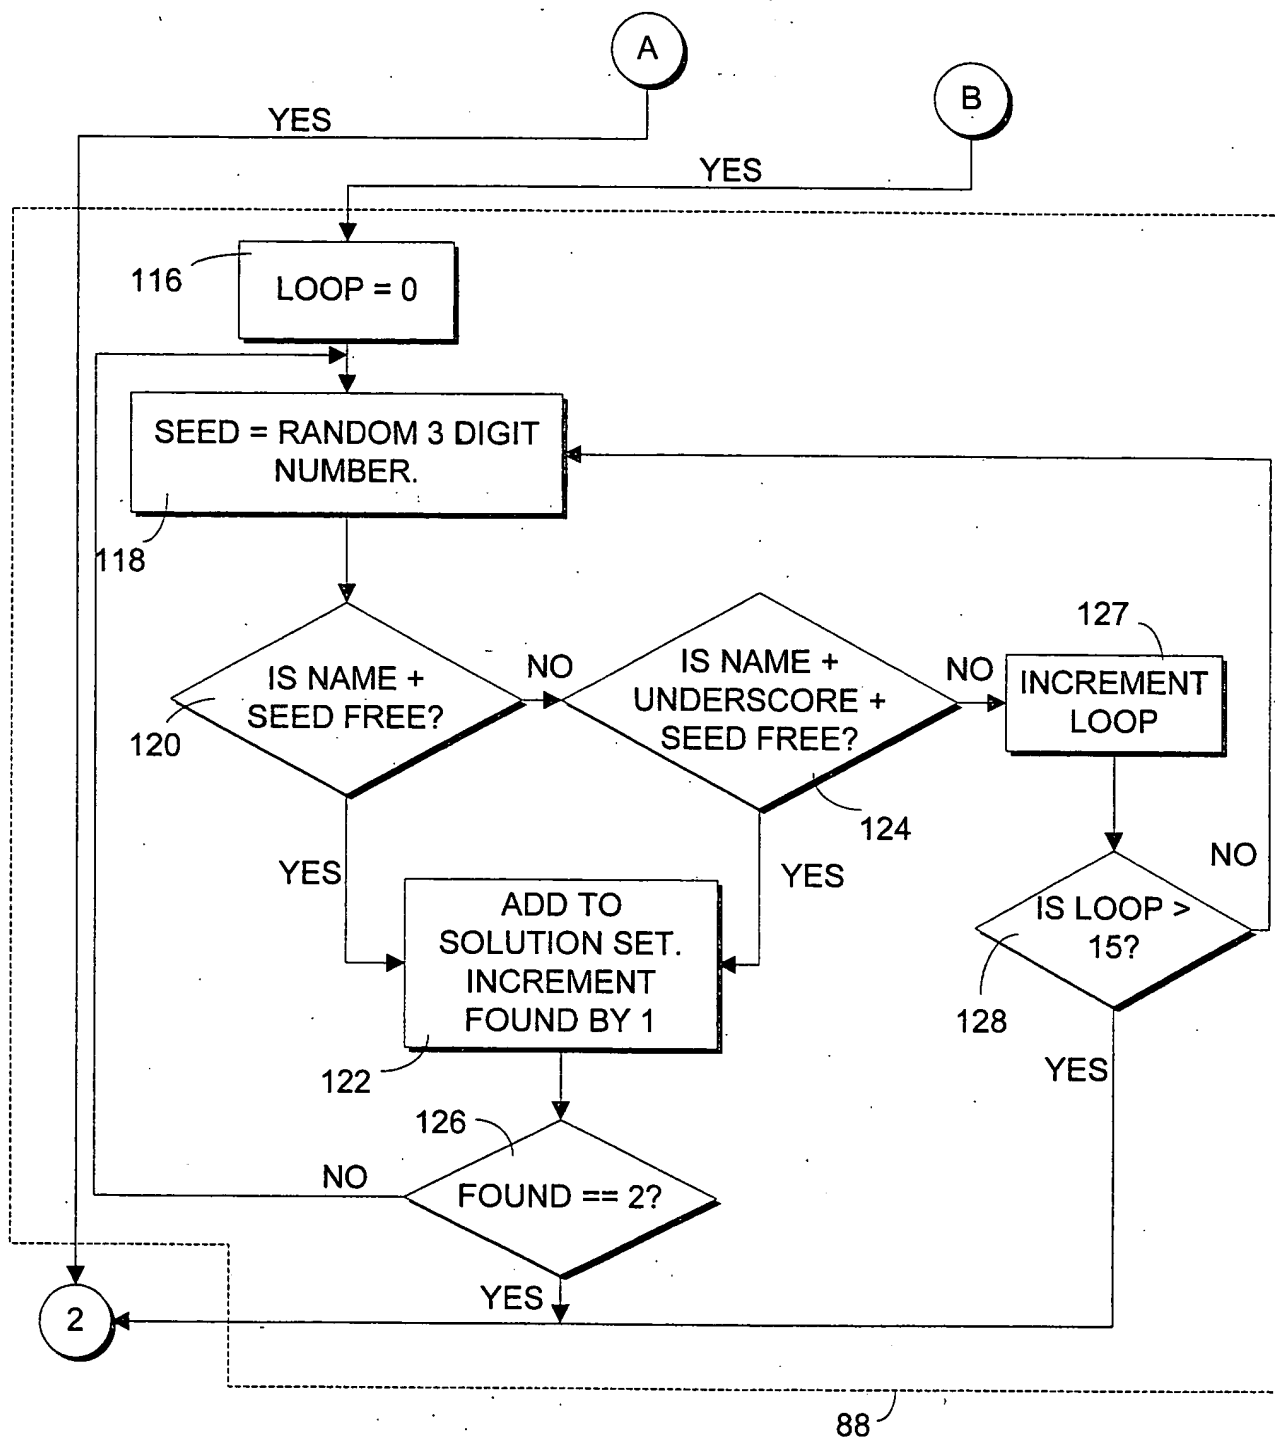 A
B
YES
YES
116
LOOP = 0
SEED = RANDOM 3 DIGIT
NUMBER.
118
IS NAME +
SEED FREE?
120
NO
IS NAME +
UNDERSCORE +
SEED FREE?
124
NO
127
INCREMENT
LOOP
YES
YES
NO
IS LOOP >
15?
128
ADD TO
SOLUTION SET.
INCREMENT
FOUND BY 1
122
YES
126
NO
FOUND == 2?
YES
2
88